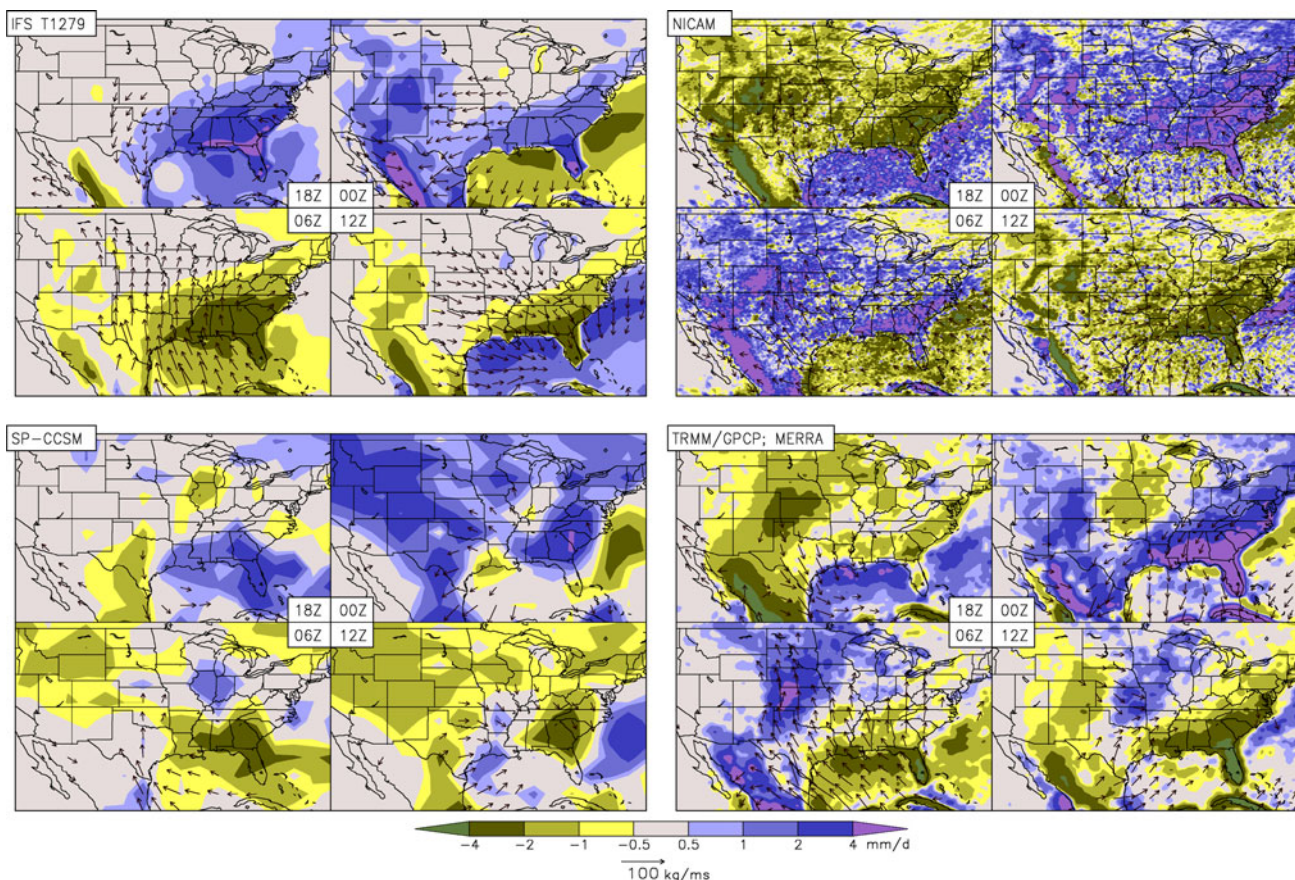 IFS T1279
NICAM
18Z 00Z
06Z 12Z
18Z 00Z
06Z 12Z
SP-CCSM
TRMM/GPCP; MERRA
18Z 00Z
06Z 12Z
18Z 00Z
06Z 12Z
-4 -2 -1 -0.5 0.5 1 2 4 mm/d
100 kg/ms